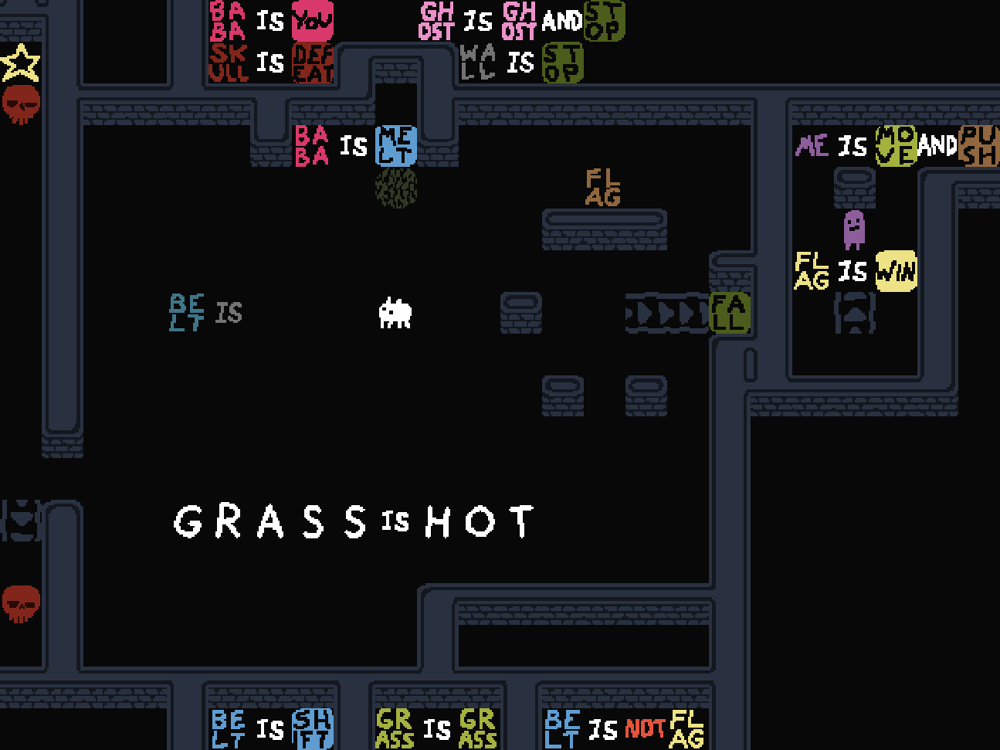 BABA IS YOU GHOST IS GHOST AND STOP
SKULL IS DEFEAT WALL IS STOP
BABA IS MELT ME IS MOVE AND PUSH
FLAG
FLAG IS WIN
BELT IS FALL
GRASS IS HOT
BELT IS SHIFT GRASS IS GRASS BELT IS NOT FLAG